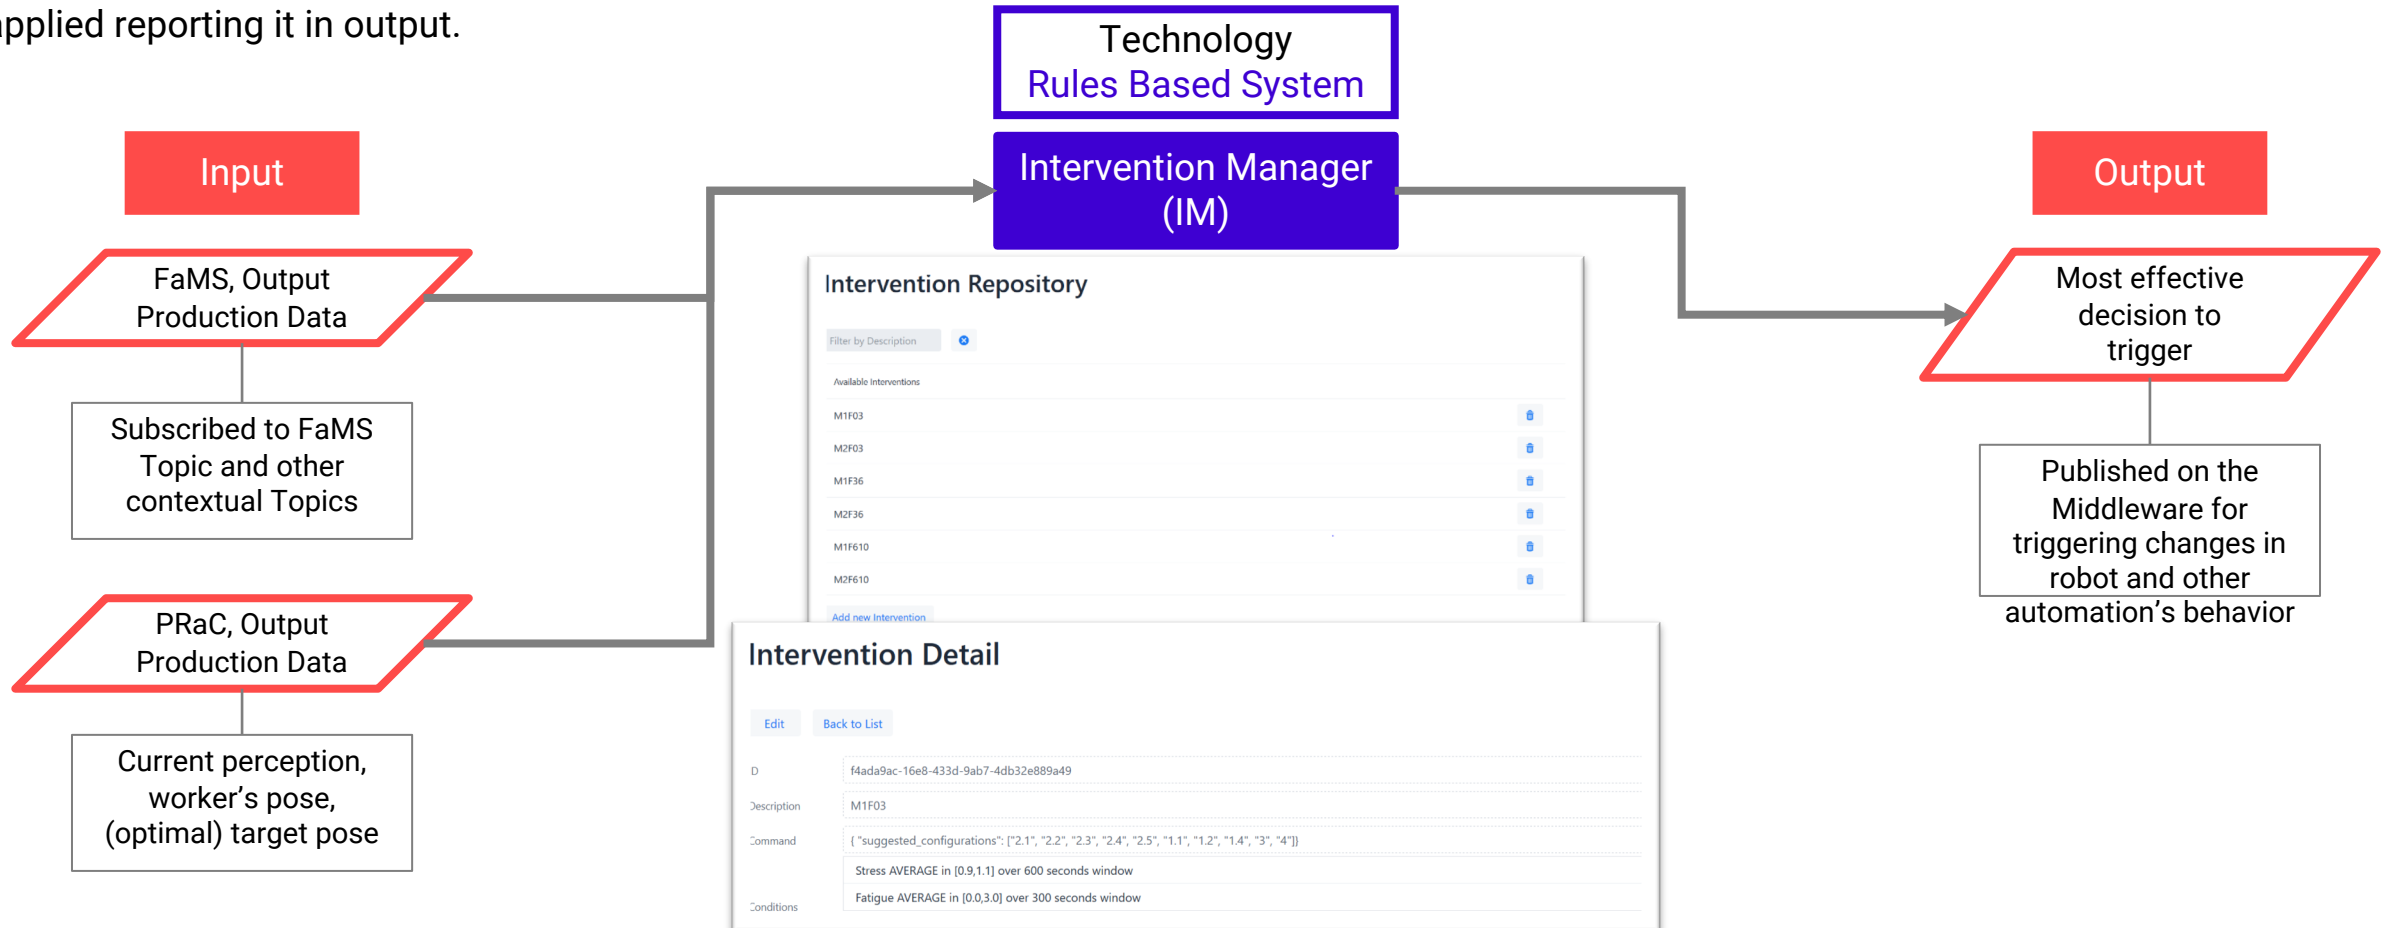 applied reporting it in output.
Technology
Rules Based System
Input
Intervention Manager
(IM)
Output
FaMS, Output
Production Data
Subscribed to FaMS
Topic and other
contextual Topics
PRaC, Output
Production Data
Current perception,
worker's pose,
(optimal) target pose
Intervention Repository
Filter by Description
Available Interventions
M1F03
M2F03
M1F36
M2F36
M1F610
M2F610
Add new Intervention
Intervention Detail
Edit
Back to List
ID
f4ada9ac-16e8-433d-9ab7-4db32e889a49
Description
M1F03
Command
{ "suggested_configurations": ["2.1", "2.2", "2.3", "2.4", "2.5", "1.1", "1.2", "1.4", "3", "4"]}
Stress AVERAGE in [0.9,1.1] over 600 seconds window
Fatigue AVERAGE in [0.0,3.0] over 300 seconds window
Conditions
Most effective
decision to
trigger
Published on the
Middleware for
triggering changes in
robot and other
automation's behavior